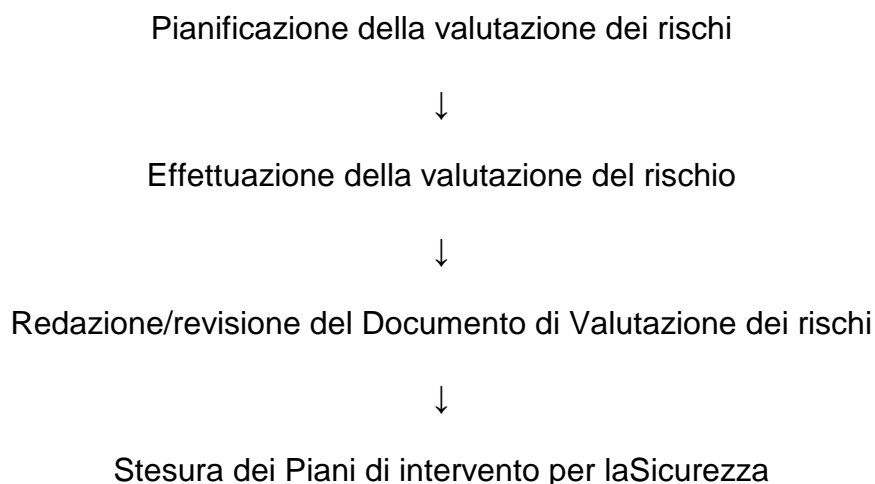 Pianificazione della valutazione dei rischi
↓
Effettuazione della valutazione del rischio
↓
Redazione/revisione del Documento di Valutazione dei rischi
↓
Stesura dei Piani di intervento per laSicurezza